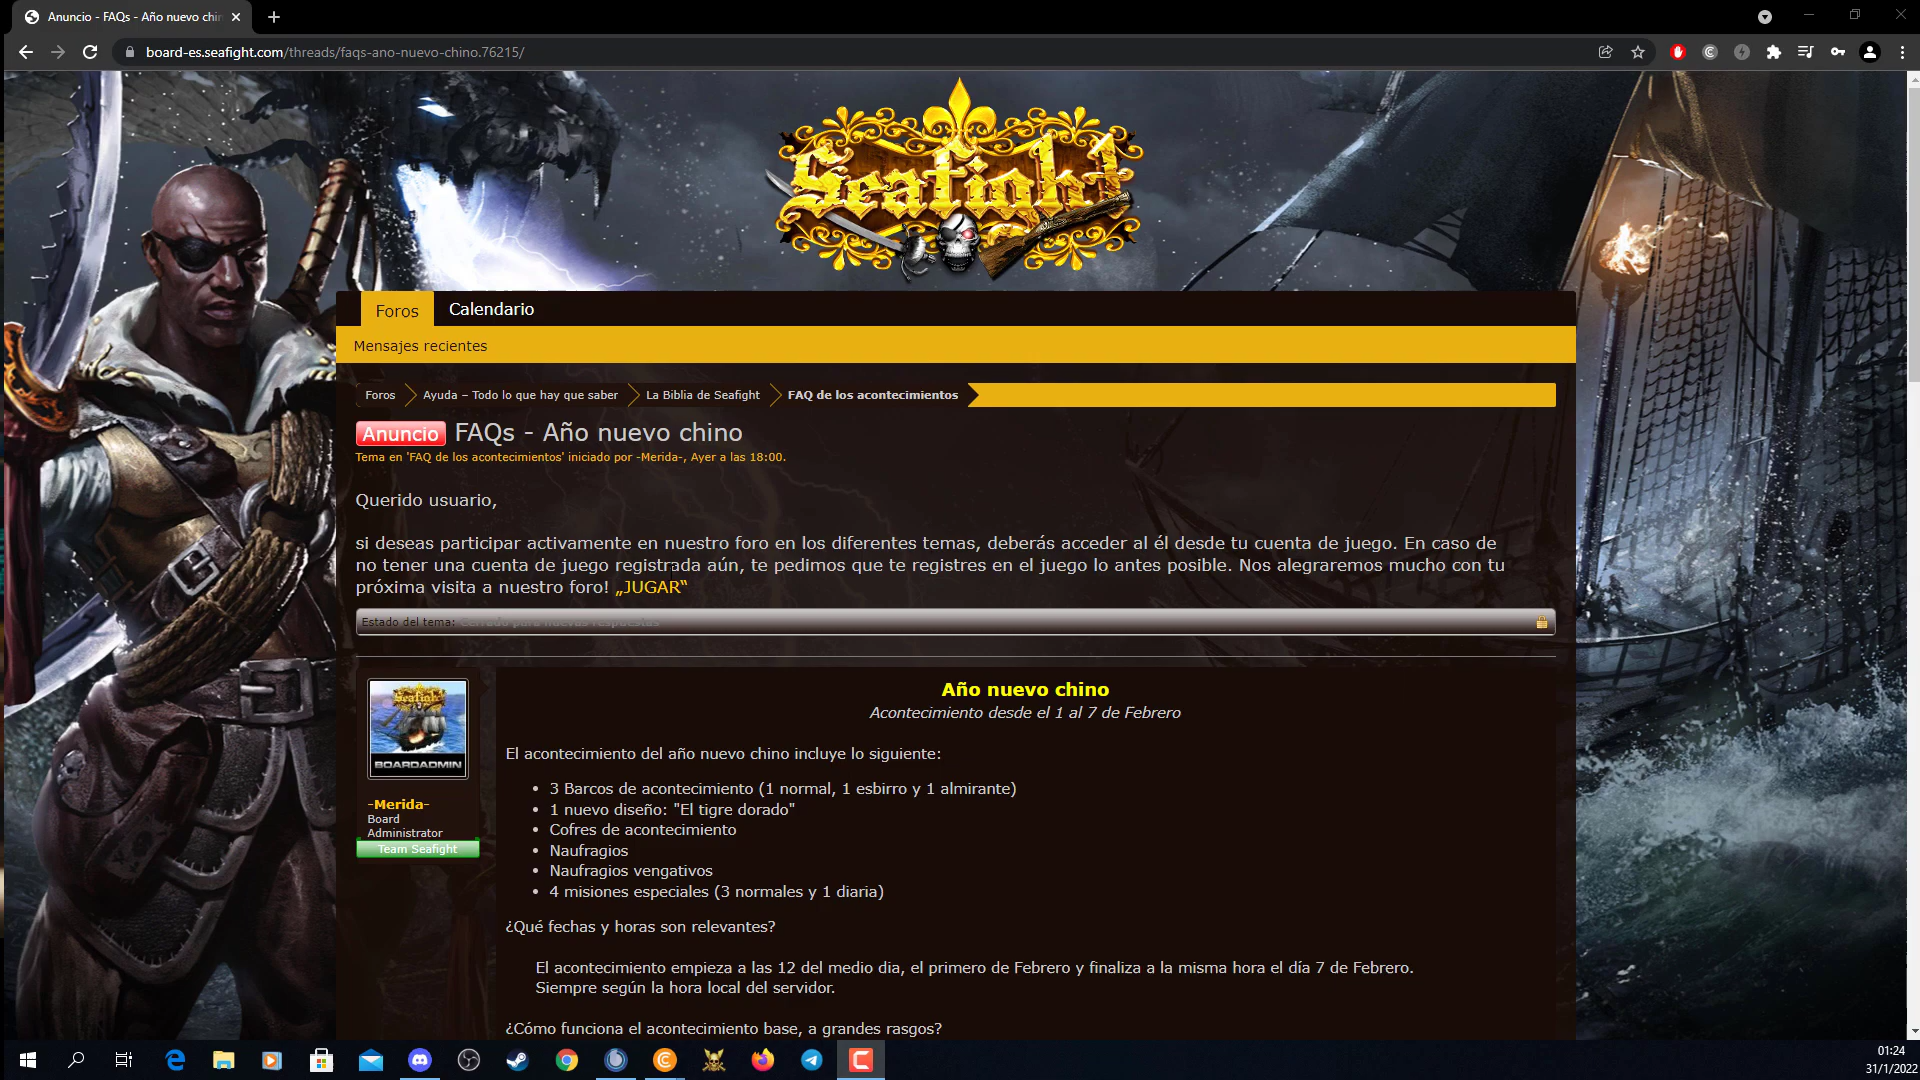 Anuncio - FAQs - Año nuevo chin
board-es.seafight.com/threads/faqs-ano-nuevo-chino.76215/
Seafight
Foros
Calendario
Mensajes recientes
Foros
Ayuda – Todo lo que hay que saber
La Biblia de Seafight
FAQ de los acontecimientos
Anuncio FAQs - Año nuevo chino
Tema en 'FAQ de los acontecimientos' iniciado por -Merida-, Ayer a las 18:00.
Querido usuario,
si deseas participar activamente en nuestro foro en los diferentes temas, deberás acceder al él desde tu cuenta de juego. En caso de
no tener una cuenta de juego registrada aún, te pedimos que te registres en el juego lo antes posible. Nos alegraremos mucho con tu
próxima visita a nuestro foro! „JUGAR“
Estado del tema: Cerrado para nuevas respuestas
Seafight
BOARDADMIN
-Merida-
Board
Administrator
Team Seafight
Año nuevo chino
Acontecimiento desde el 1 al 7 de Febrero
El acontecimiento del año nuevo chino incluye lo siguiente:
• 3 Barcos de acontecimiento (1 normal, 1 esbirro y 1 almirante)
• 1 nuevo diseño: "El tigre dorado"
• Cofres de acontecimiento
• Naufragios
• Naufragios vengativos
• 4 misiones especiales (3 normales y 1 diaria)
¿Qué fechas y horas son relevantes?
El acontecimiento empieza a las 12 del medio dia, el primero de Febrero y finaliza a la misma hora el día 7 de Febrero.
Siempre según la hora local del servidor.
¿Cómo funciona el acontecimiento base, a grandes rasgos?
01:24
31/1/2022